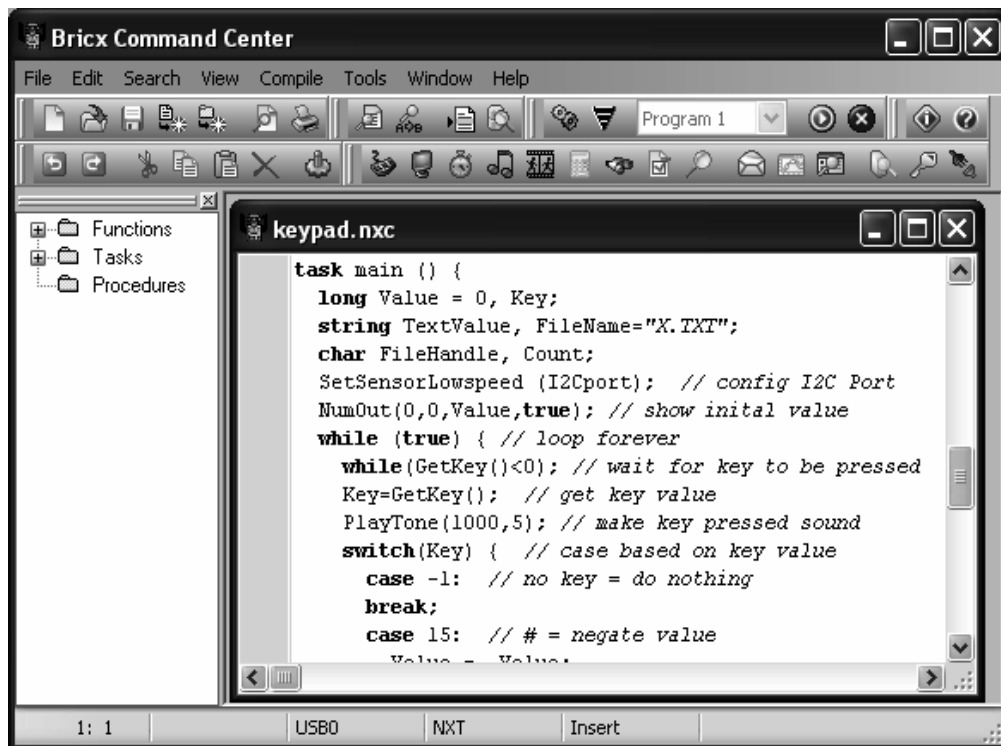 Bricx Command Center
File Edit Search View Compile Tools Window Help
Program 1
Functions
Tasks
Procedures
keypad.nxc
task main () {
long Value = 0, Key;
string TextValue, FileName="X.TXT";
char FileHandle, Count;
SetSensorLowspeed (I2Cport); // config I2C Port
NumOut(0,0,Value,true); // show inital value
while (true) { // loop forever
while(GetKey()<0); // wait for key to be pressed
Key=GetKey(); // get key value
PlayTone(1000,5); // make key pressed sound
switch(Key) { // case based on key value
case -1: // no key = do nothing
break;
case 15: // # = negate value
Value = -Value;
1: 1 USB0 NXT Insert